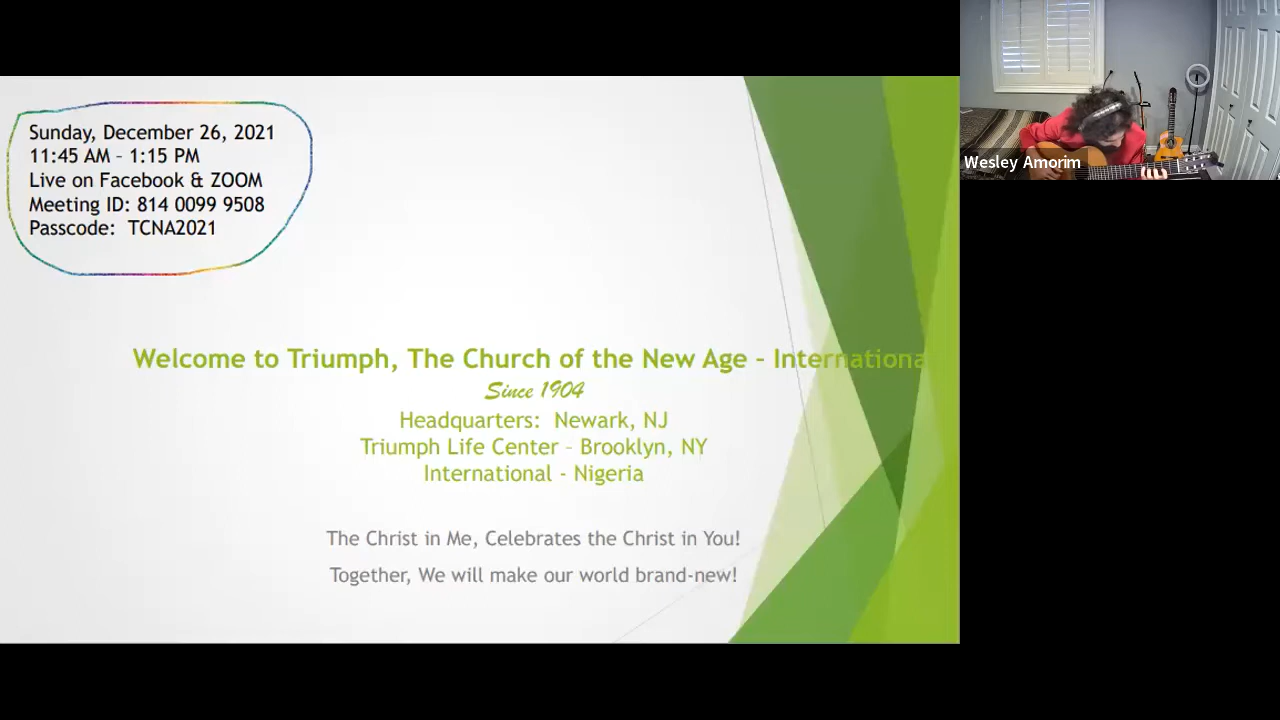 Sunday, December 26, 2021
11:45 AM – 1:15 PM
Live on Facebook & ZOOM
Meeting ID: 814 0099 9508
Passcode:  TCNA2021
Welcome to Triumph, The Church of the New Age – Internationa
Since 1904
Headquarters:  Newark, NJ
Triumph Life Center – Brooklyn, NY
International - Nigeria
The Christ in Me, Celebrates the Christ in You!
Together, We will make our world brand-new!
Wesley Amorim